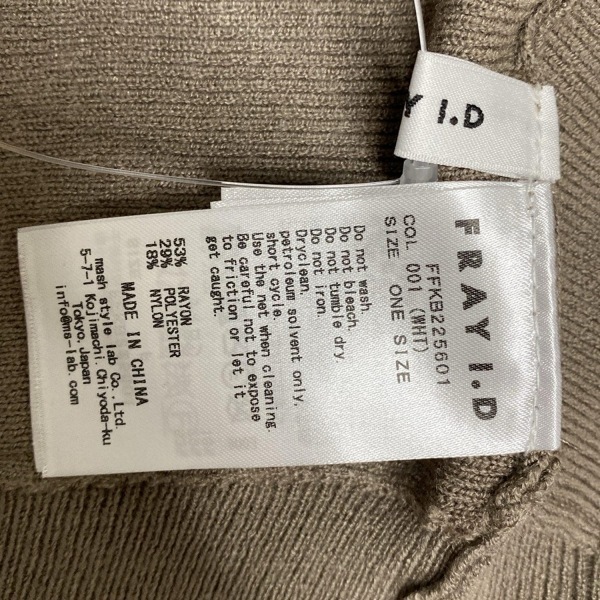 Y I.D
FRAY I.D
FFKB225601
COL 001 (WHT)
SIZE ONE SIZE
Do not wash.
Do not bleach.
Do not tumble dry
Do not iron.
Dryclean.
petroleum solvent only.
short cycle.
Use the net when cleaning.
Be careful not to expose
to friction or let it
get caught.
53% RAYON
29% POLYESTER
18% NYLON
MADE IN CHINA
mash style lab Co.,Ltd.
5-7-1 Kojimachi, Chiyoda-ku
Tokyo, Japan
info@ms-lab.com